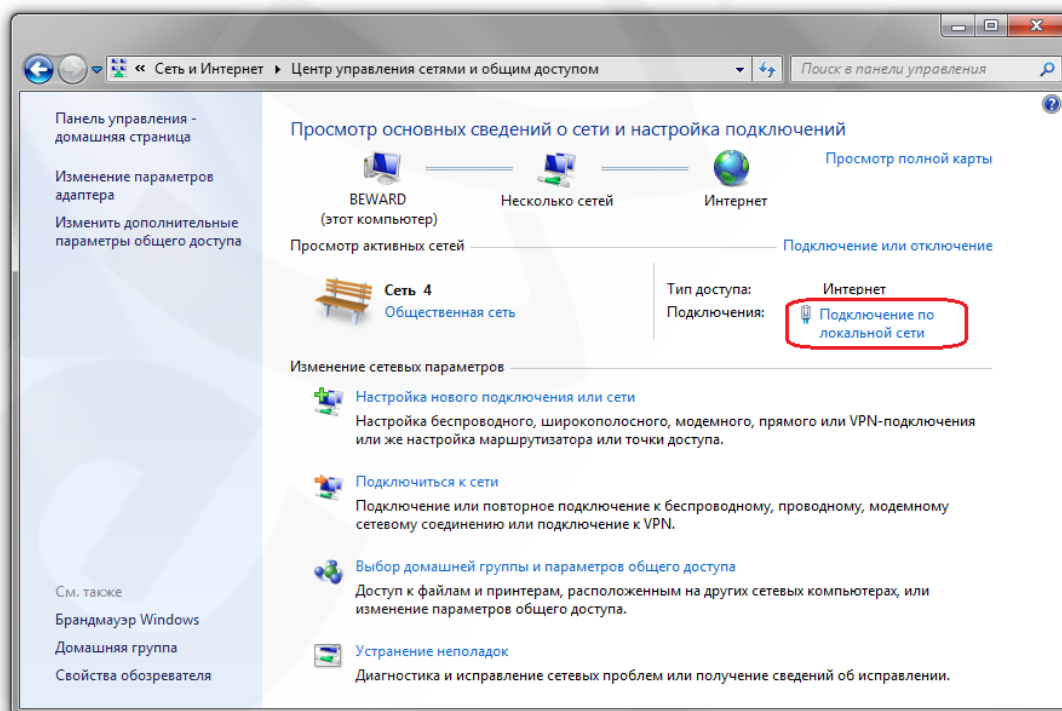 « Сеть и Интернет ▸ Центр управления сетями и общим доступом
Поиск в панели управления
Панель управления -
домашняя страница
Изменение параметров
адаптера
Изменить дополнительные
параметры общего доступа
Просмотр основных сведений о сети и настройка подключений
Просмотр полной карты
BEWARD
(этот компьютер)
Несколько сетей
Интернет
Просмотр активных сетей
Подключение или отключение
Сеть 4
Общественная сеть
Тип доступа: Интернет
Подключения: Подключение по
локальной сети
Изменение сетевых параметров
Настройка нового подключения или сети
Настройка беспроводного, широкополосного, модемного, прямого или VPN-подключения
или же настройка маршрутизатора или точки доступа.
Подключиться к сети
Подключение или повторное подключение к беспроводному, проводному, модемному
сетевому соединению или подключение к VPN.
Выбор домашней группы и параметров общего доступа
Доступ к файлам и принтерам, расположенным на других сетевых компьютерах, или
изменение параметров общего доступа.
Устранение неполадок
Диагностика и исправление сетевых проблем или получение сведений об исправлении.
См. также
Брандмауэр Windows
Домашняя группа
Свойства обозревателя